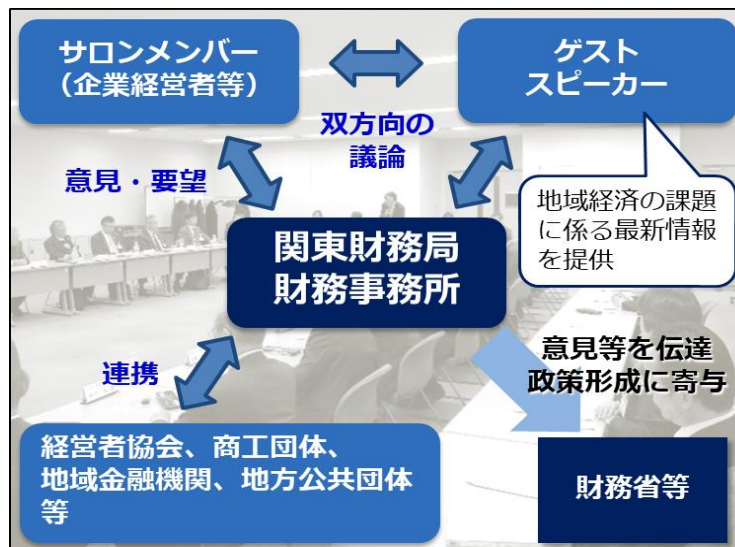 サロンメンバー
（企業経営者等）
ゲスト
スピーカー
双方向の
議論
意見・要望
地域経済の課題
に係る最新情報
を提供
関東財務局
財務事務所
連携
意見等を伝達
政策形成に寄与
経営者協会、商工団体、
地域金融機関、地方公共団体
等
財務省等